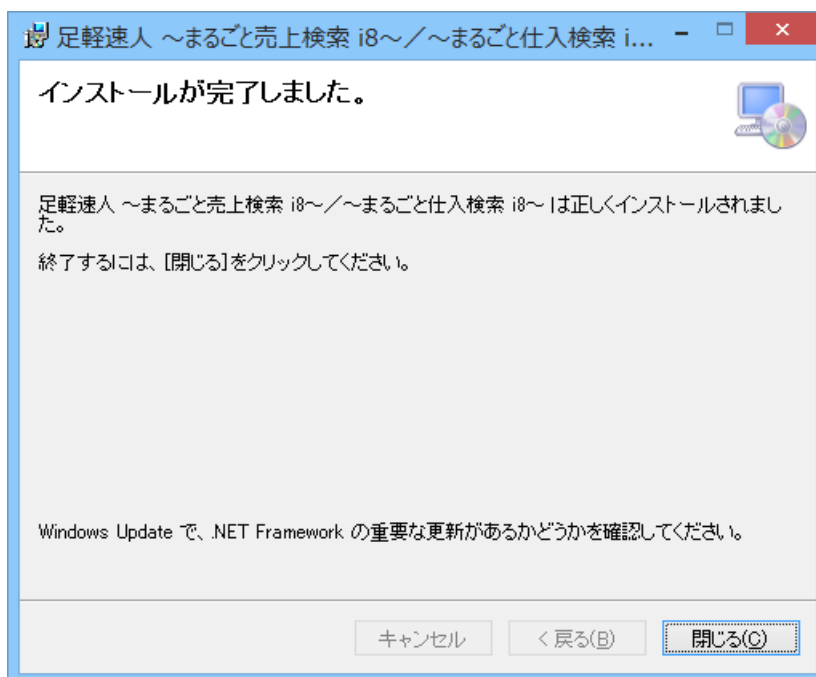 足軽速人 ～まるごと売上検索 i8～／～まるごと仕入検索 i...
インストールが完了しました。
足軽速人 ～まるごと売上検索 i8～／～まるごと仕入検索 i8～ は正しくインストールされまし
た。
終了するには、[閉じる]をクリックしてください。
Windows Update で、.NET Framework の重要な更新があるかどうかを確認してください。
キャンセル
< 戻る(B)
閉じる(C)